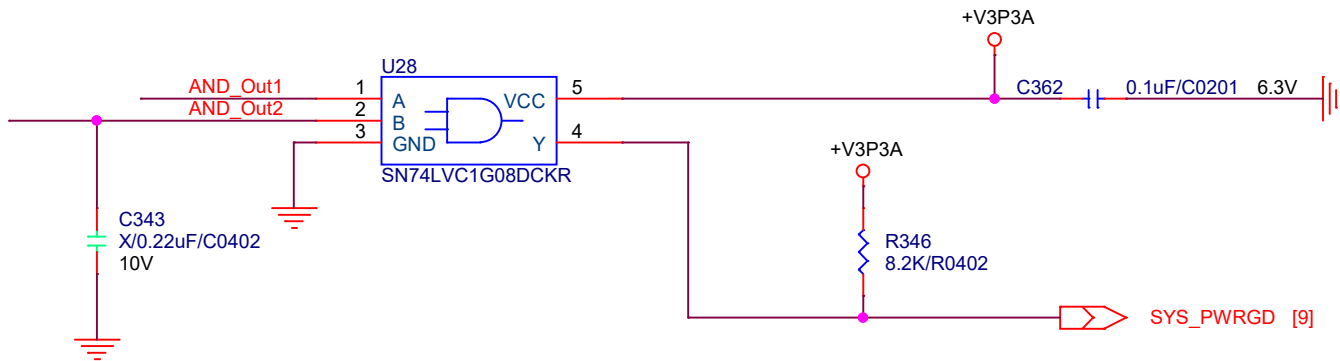 +V3P3A
U28
C362 0.1uF/C0201 6.3V
AND_Out1 1 A VCC 5
AND_Out2 2 B
3 GND Y 4
SN74LVC1G08DCKR
+V3P3A
C343
X/0.22uF/C0402
10V
R346
8.2K/R0402
SYS_PWRGD [9]